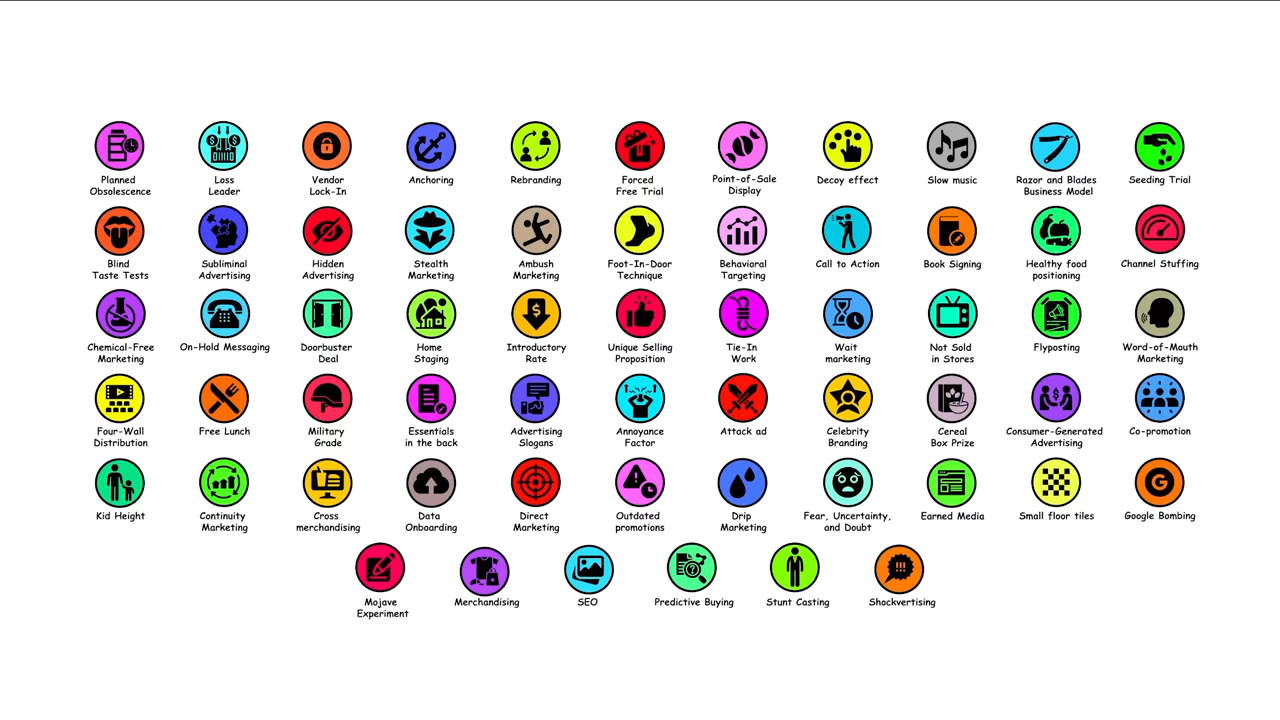 Planned
Obsolescence
Loss
Leader
Vendor
Lock-In
Anchoring
Rebranding
Forced
Free Trial
Point-of-Sale
Display
Decoy effect
Slow music
Razor and Blades
Business Model
Seeding Trial
Blind
Taste Tests
Subliminal
Advertising
Hidden
Advertising
Stealth
Marketing
Ambush
Marketing
Foot-In-Door
Technique
Behavioral
Targeting
Call to Action
Book Signing
Healthy food
positioning
Channel Stuffing
Chemical-Free
Marketing
On-Hold Messaging
Doorbuster
Deal
Home
Staging
Introductory
Rate
Unique Selling
Proposition
Tie-In
Work
Wait
marketing
Not Sold
in Stores
Flyposting
Word-of-Mouth
Marketing
Four-Wall
Distribution
Free Lunch
Military
Grade
Essentials
in the back
Advertising
Slogans
Annoyance
Factor
Attack ad
Celebrity
Branding
Cereal
Box Prize
Consumer-Generated
Advertising
Co-promotion
Kid Height
Continuity
Marketing
Cross
merchandising
Data
Onboarding
Direct
Marketing
Outdated
promotions
Drip
Marketing
Fear, Uncertainty,
and Doubt
Earned Media
Small floor tiles
G
Google Bombing
Mojave
Experiment
Merchandising
SEO
Predictive Buying
Stunt Casting
!!!
Shockvertising